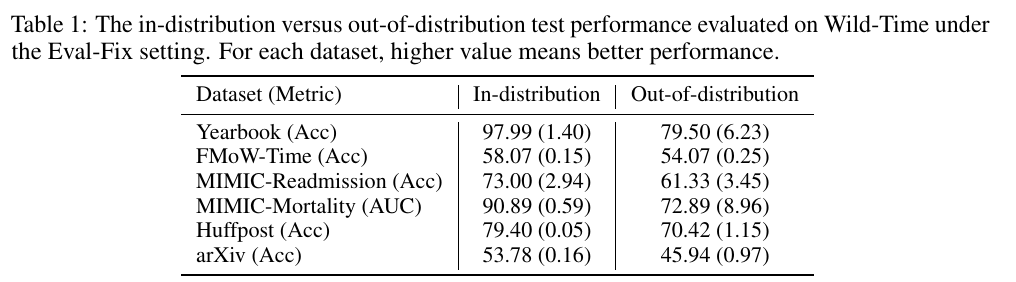 Table 1: The in-distribution versus out-of-distribution test performance evaluated on Wild-Time under
the Eval-Fix setting. For each dataset, higher value means better performance.
Dataset (Metric) In-distribution Out-of-distribution
Yearbook (Acc) 97.99 (1.40) 79.50 (6.23)
FMoW-Time (Acc) 58.07 (0.15) 54.07 (0.25)
MIMIC-Readmission (Acc) 73.00 (2.94) 61.33 (3.45)
MIMIC-Mortality (AUC) 90.89 (0.59) 72.89 (8.96)
Huffpost (Acc) 79.40 (0.05) 70.42 (1.15)
arXiv (Acc) 53.78 (0.16) 45.94 (0.97)